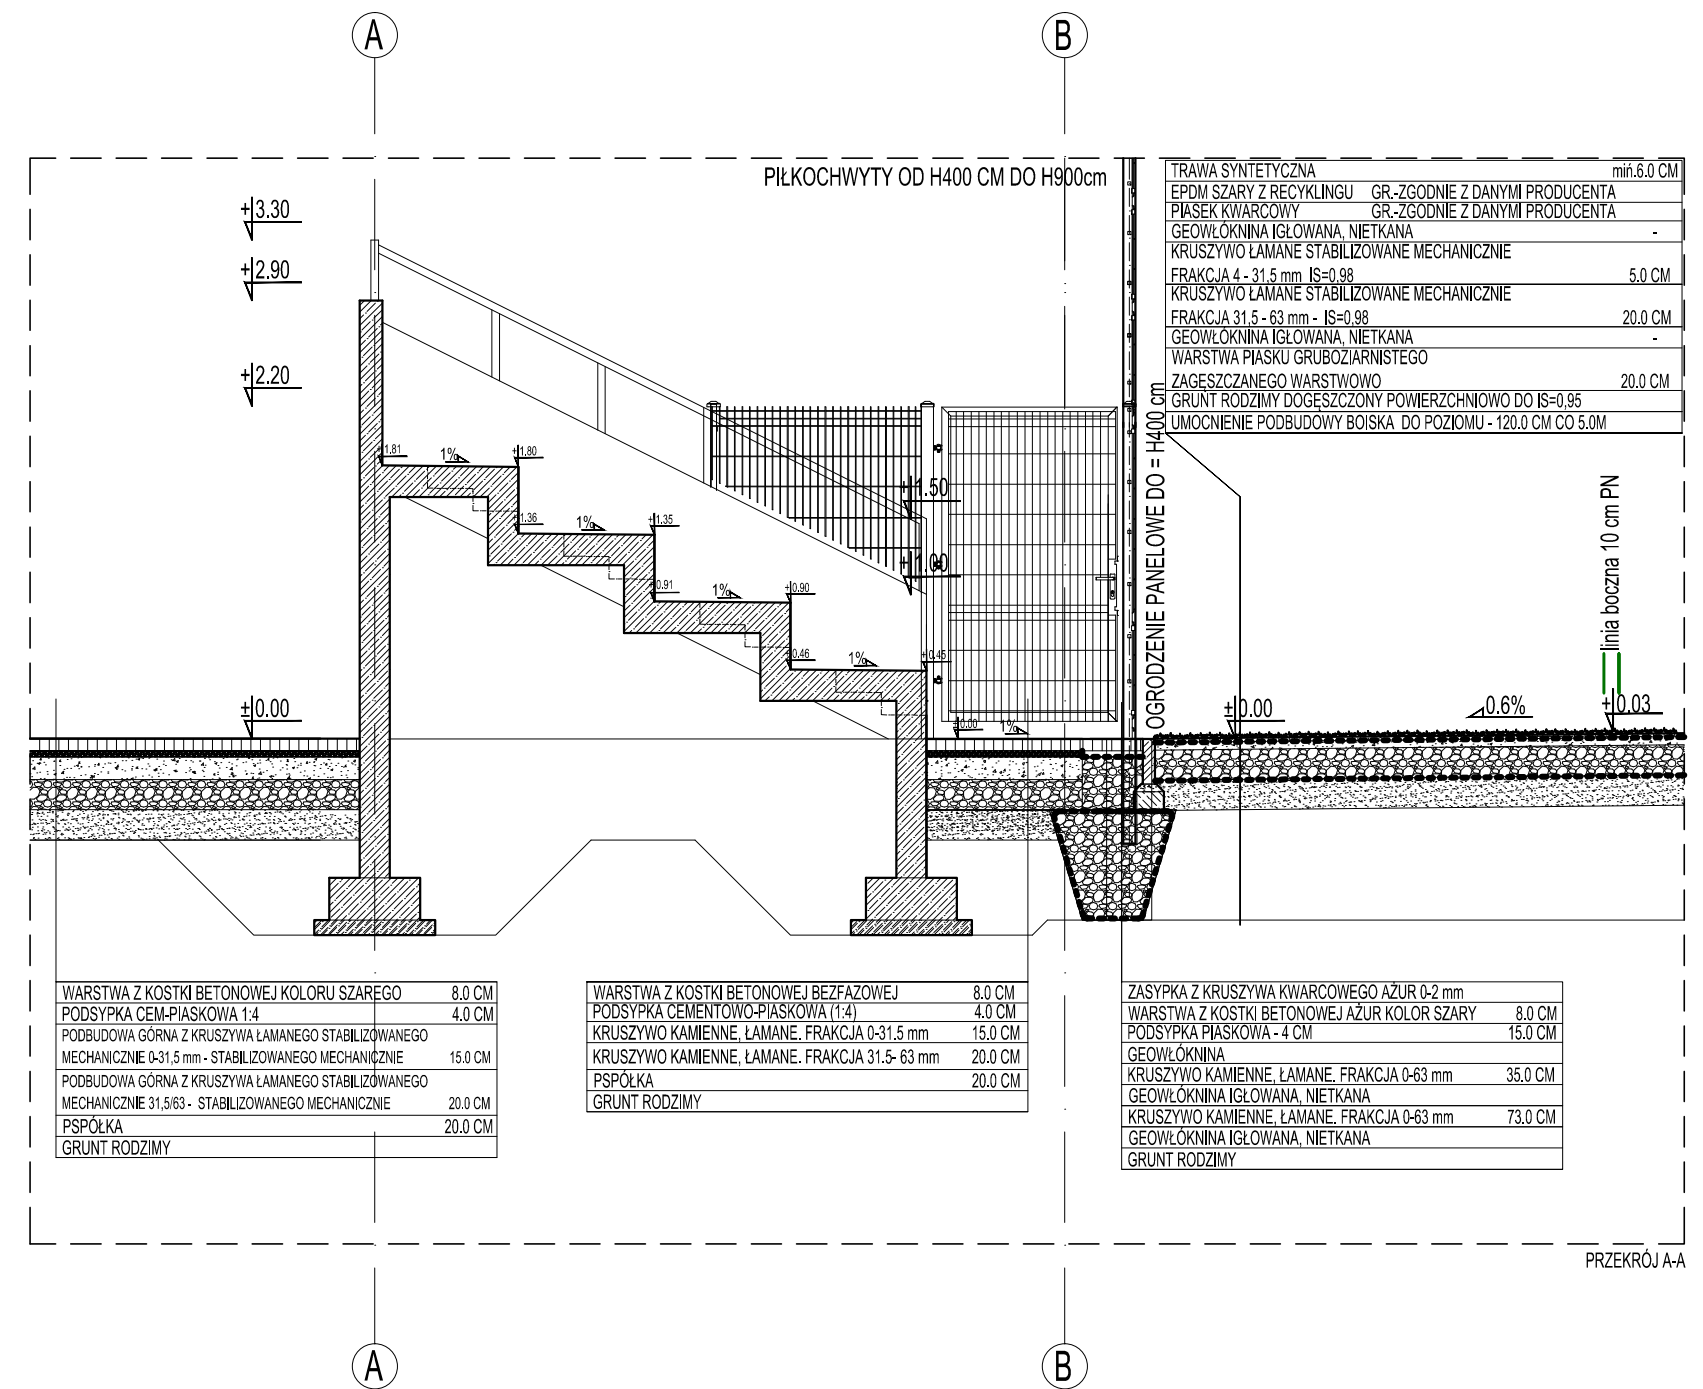 A
B
PIŁKOCHWYTY OD H400 CM DO H900cm
TRAWA SYNTETYCZNA min.6.0 CM
EPDM SZARY Z RECYKLINGU GR.-ZGODNIE Z DANYMI PRODUCENTA
PIASEK KWARCOWY GR.-ZGODNIE Z DANYMI PRODUCENTA
GEOWŁÓKNINA IGŁOWANA, NIETKANA -
KRUSZYWO ŁAMANE STABILIZOWANE MECHANICZNIE
FRAKCJA 4 - 31,5 mm IS=0,98 5.0 CM
KRUSZYWO ŁAMANE STABILIZOWANE MECHANICZNIE
FRAKCJA 31,5 - 63 mm - IS=0,98 20.0 CM
GEOWŁÓKNINA IGŁOWANA, NIETKANA -
WARSTWA PIASKU GRUBOZIARNISTEGO
ZAGĘSZCZANEGO WARSTWOWO 20.0 CM
GRUNT RODZIMY DOGĘSZCZONY POWIERZCHNIOWO DO IS=0,95
UMOCNIENIE PODBUDOWY BOISKA DO POZIOMU - 120.0 CM CO 5.0M
+3.30
+2.90
+2.20
+1.81
1%
+1.80
+1.50
+1.36
1%
+1.35
+1.00
+0.91
1%
+0.90
+0.46
1%
+0.45
OGRODZENIE PANELOWE DO = H400 cm
linia boczna 10 cm PN
±0.00
±0.00
1%
±0.00
0.6%
+0.03
WARSTWA Z KOSTKI BETONOWEJ KOLORU SZAREGO 8.0 CM
PODSYPKA CEM-PIASKOWA 1:4 4.0 CM
PODBUDOWA GÓRNA Z KRUSZYWA ŁAMANEGO STABILIZOWANEGO
MECHANICZNIE 0-31,5 mm - STABILIZOWANEGO MECHANICZNIE 15.0 CM
PODBUDOWA GÓRNA Z KRUSZYWA ŁAMANEGO STABILIZOWANEGO
MECHANICZNIE 31,5/63 - STABILIZOWANEGO MECHANICZNIE 20.0 CM
PSPÓŁKA 20.0 CM
GRUNT RODZIMY
WARSTWA Z KOSTKI BETONOWEJ BEZFAZOWEJ 8.0 CM
PODSYPKA CEMENTOWO-PIASKOWA (1:4) 4.0 CM
KRUSZYWO KAMIENNE, ŁAMANE. FRAKCJA 0-31.5 mm 15.0 CM
KRUSZYWO KAMIENNE, ŁAMANE. FRAKCJA 31.5- 63 mm 20.0 CM
PSPÓŁKA 20.0 CM
GRUNT RODZIMY
ZASYPKA Z KRUSZYWA KWARCOWEGO AŻUR 0-2 mm
WARSTWA Z KOSTKI BETONOWEJ AŻUR KOLOR SZARY 8.0 CM
PODSYPKA PIASKOWA - 4 CM 15.0 CM
GEOWŁÓKNINA
KRUSZYWO KAMIENNE, ŁAMANE. FRAKCJA 0-63 mm 35.0 CM
GEOWŁÓKNINA IGŁOWANA, NIETKANA
KRUSZYWO KAMIENNE, ŁAMANE. FRAKCJA 0-63 mm 73.0 CM
GEOWŁÓKNINA IGŁOWANA, NIETKANA
GRUNT RODZIMY
PRZEKRÓJ A-A
A
B